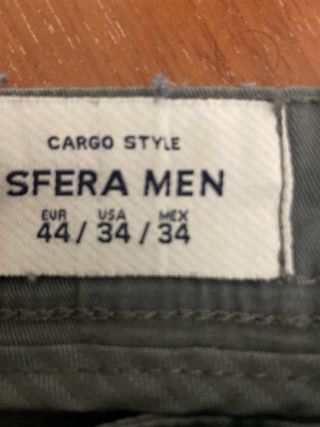 CARGO STYLE
SFERA MEN
EUR USA MEX
44/ 34 / 34